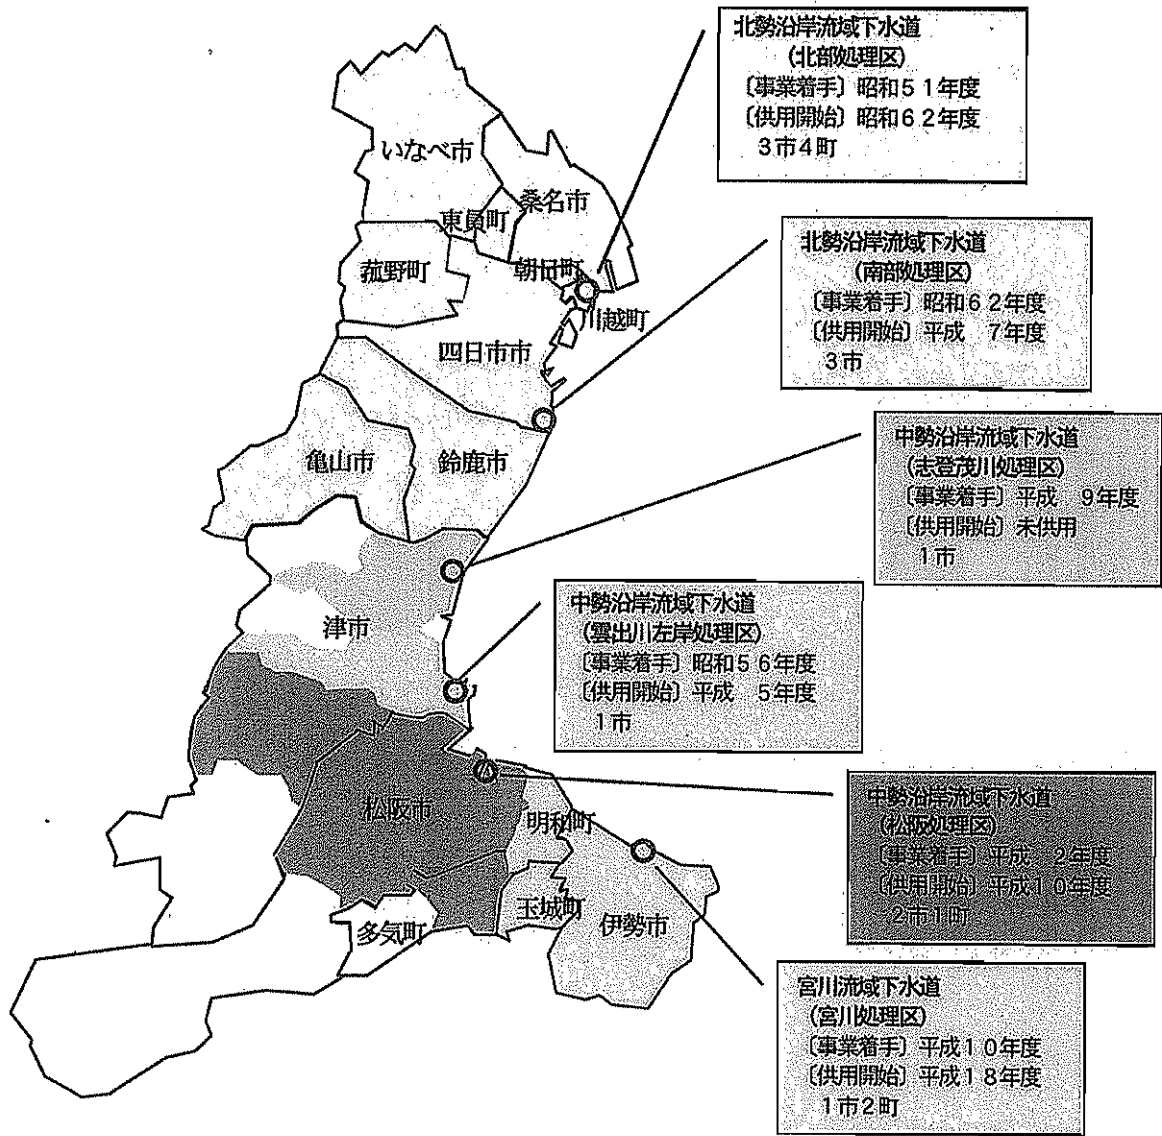 北勢沿岸流域下水道
(北部処理区)
〔事業着手〕昭和５１年度
〔供用開始〕昭和６２年度
３市４町
いなべ市
桑名市
東員町
北勢沿岸流域下水道
(南部処理区)
〔事業着手〕昭和６２年度
〔供用開始〕平成　７年度
３市
菰野町
朝日町
川越町
四日市市
中勢沿岸流域下水道
(志登茂川処理区)
〔事業着手〕平成　９年度
〔供用開始〕未供用
１市
亀山市
鈴鹿市
中勢沿岸流域下水道
(雲出川左岸処理区)
〔事業着手〕昭和５６年度
〔供用開始〕平成　５年度
１市
津市
中勢沿岸流域下水道
(松阪処理区)
〔事業着手〕平成　２年度
〔供用開始〕平成１０年度
２市１町
松阪市
明和町
玉城町
多気町
伊勢市
宮川流域下水道
(宮川処理区)
〔事業着手〕平成１０年度
〔供用開始〕平成１８年度
１市２町